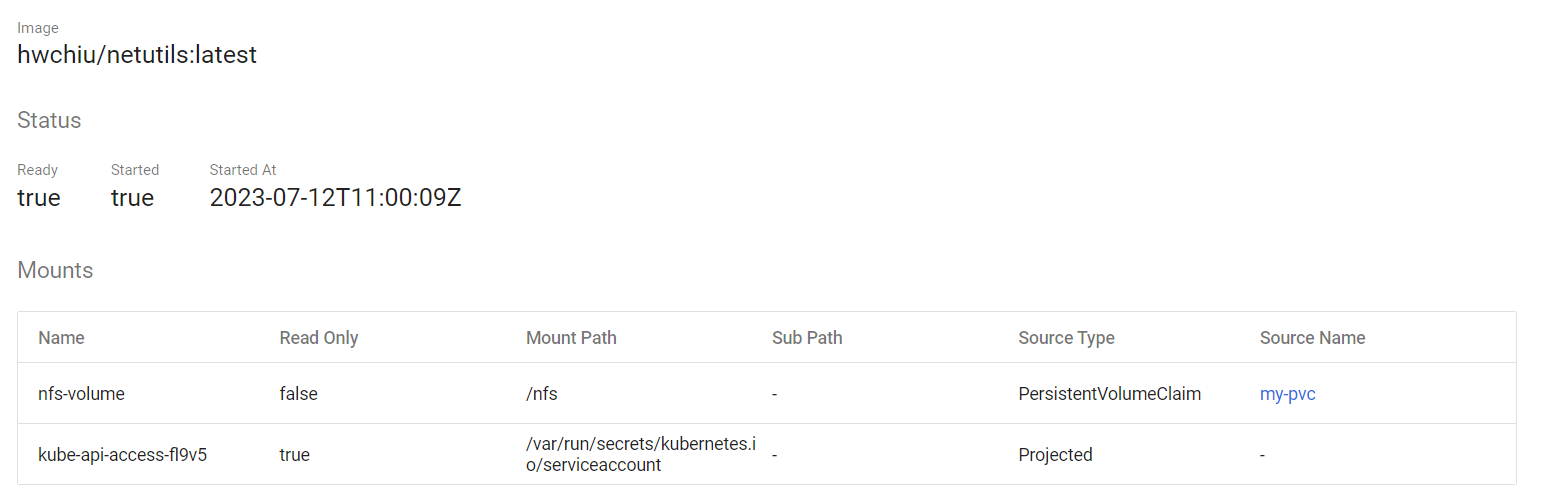 Image
hwchiu/netutils:latest
Status
Ready Started Started At
true true 2023-07-12T11:00:09Z
Mounts
Name Read Only Mount Path Sub Path Source Type Source Name
nfs-volume false /nfs - PersistentVolumeClaim my-pvc
kube-api-access-fl9v5 true /var/run/secrets/kubernetes.i - Projected -
o/serviceaccount